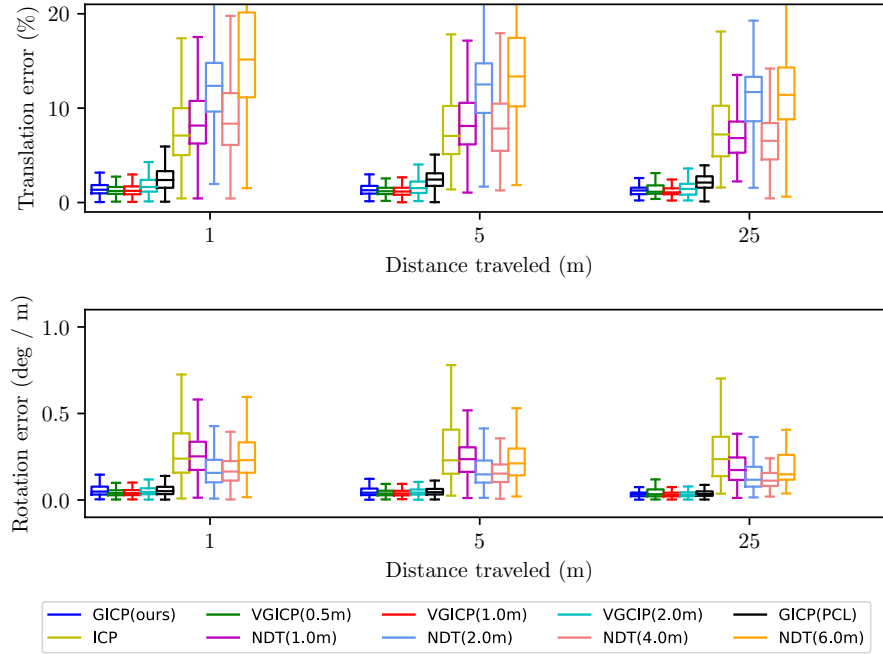 20
10
0
Translation error (%)
1
5
25
Distance traveled (m)
1.0
0.5
0.0
Rotation error (deg / m)
1
5
25
Distance traveled (m)
GICP(ours)
VGICP(0.5m)
VGICP(1.0m)
VGCIP(2.0m)
GICP(PCL)
ICP
NDT(1.0m)
NDT(2.0m)
NDT(4.0m)
NDT(6.0m)